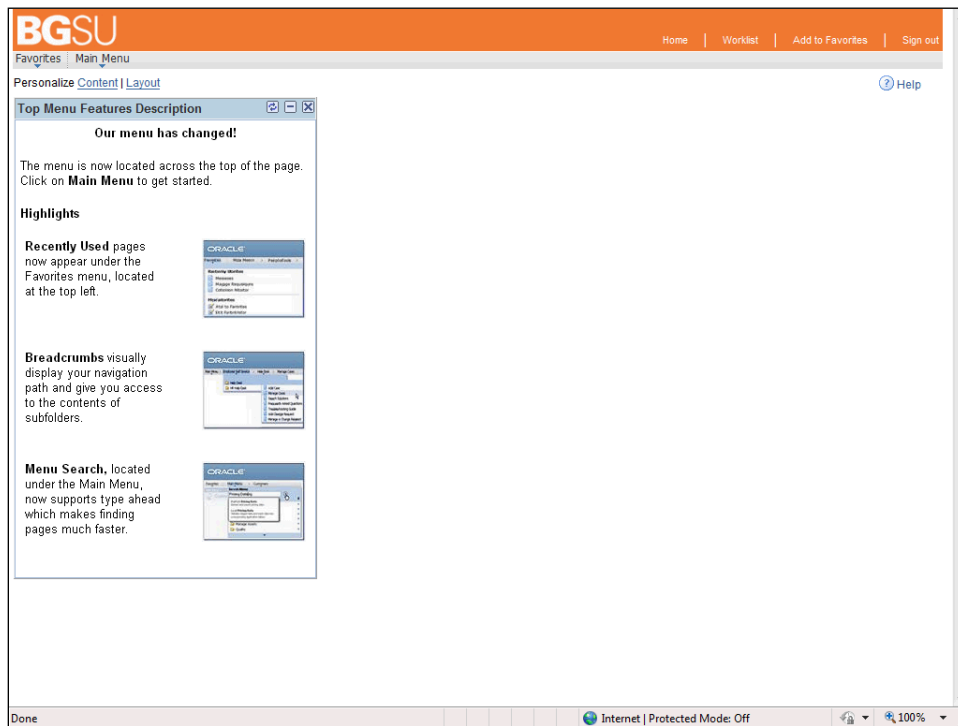 BGSU
Home | Worklist | Add to Favorites | Sign out
Favorites Main Menu
Personalize Content | Layout
Help
Top Menu Features Description
Our menu has changed!
The menu is now located across the top of the page.
Click on Main Menu to get started.
Highlights
Recently Used pages
now appear under the
Favorites menu, located
at the top left.
ORACLE
Breadcrumbs visually
display your navigation
path and give you access
to the contents of
subfolders.
ORACLE
Menu Search, located
under the Main Menu,
now supports type ahead
which makes finding
pages much faster.
ORACLE
Done
Internet | Protected Mode: Off
100%